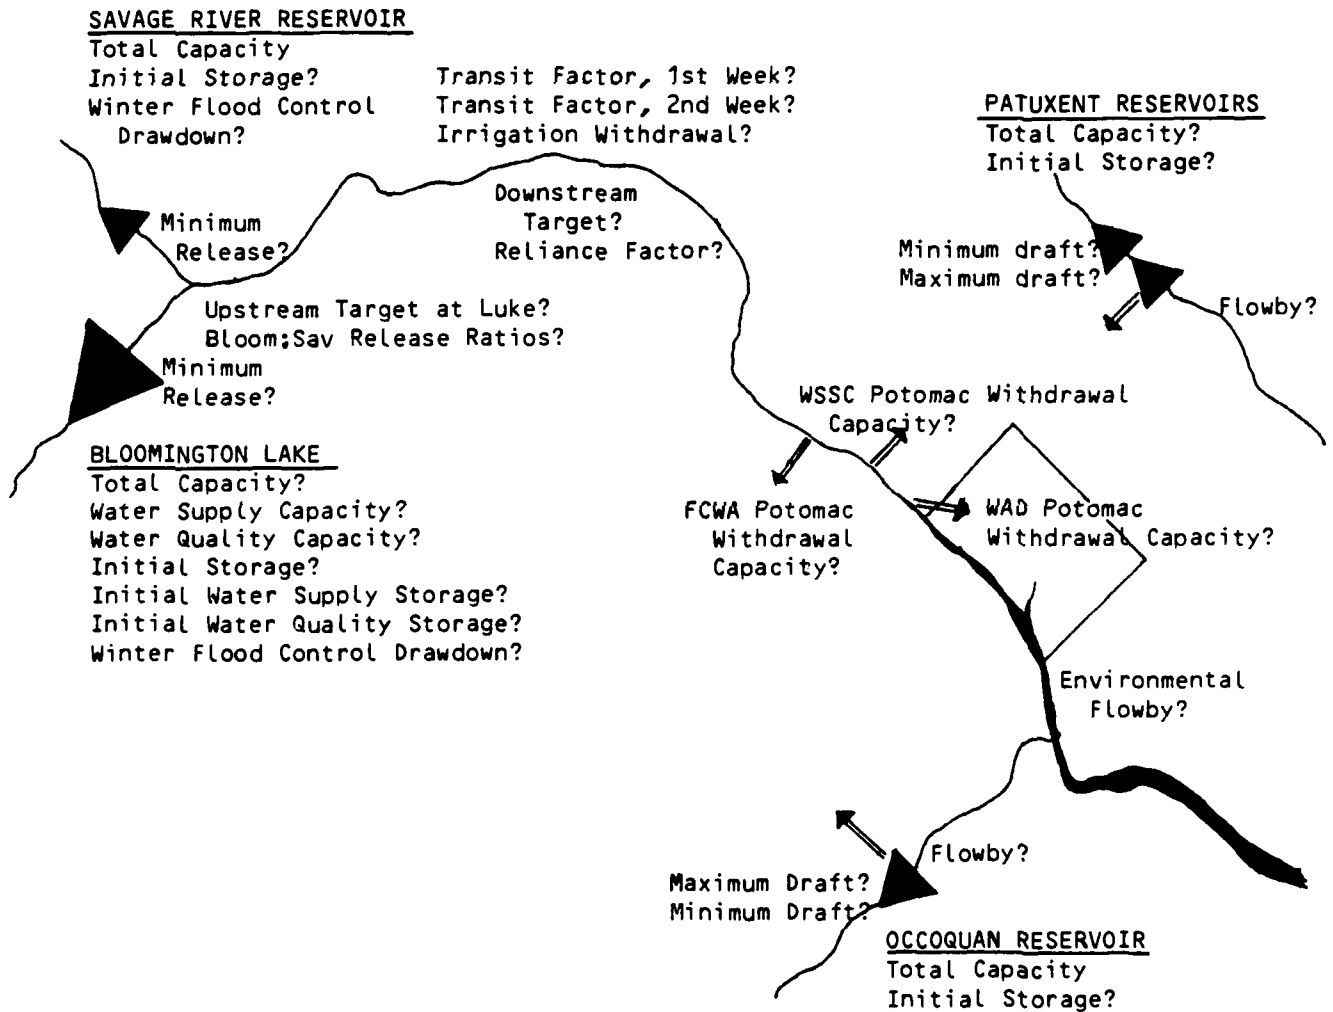 SAVAGE RIVER RESERVOIR
Total Capacity
Initial Storage?
Winter Flood Control
Drawdown?
Transit Factor, 1st Week?
Transit Factor, 2nd Week?
Irrigation Withdrawal?
PATUXENT RESERVOIRS
Total Capacity?
Initial Storage?
Minimum
Release?
Downstream
Target?
Reliance Factor?
Minimum draft?
Maximum draft?
Flowby?
Upstream Target at Luke?
Bloom;Sav Release Ratios?
Minimum
Release?
WSSC Potomac Withdrawal
Capacity?
BLOOMINGTON LAKE
Total Capacity?
Water Supply Capacity?
Water Quality Capacity?
Initial Storage?
Initial Water Supply Storage?
Initial Water Quality Storage?
Winter Flood Control Drawdown?
FCWA Potomac
Withdrawal
Capacity?
WAD Potomac
Withdrawal Capacity?
Environmental
Flowby?
Flowby?
Maximum Draft?
Minimum Draft?
OCCOQUAN RESERVOIR
Total Capacity
Initial Storage?